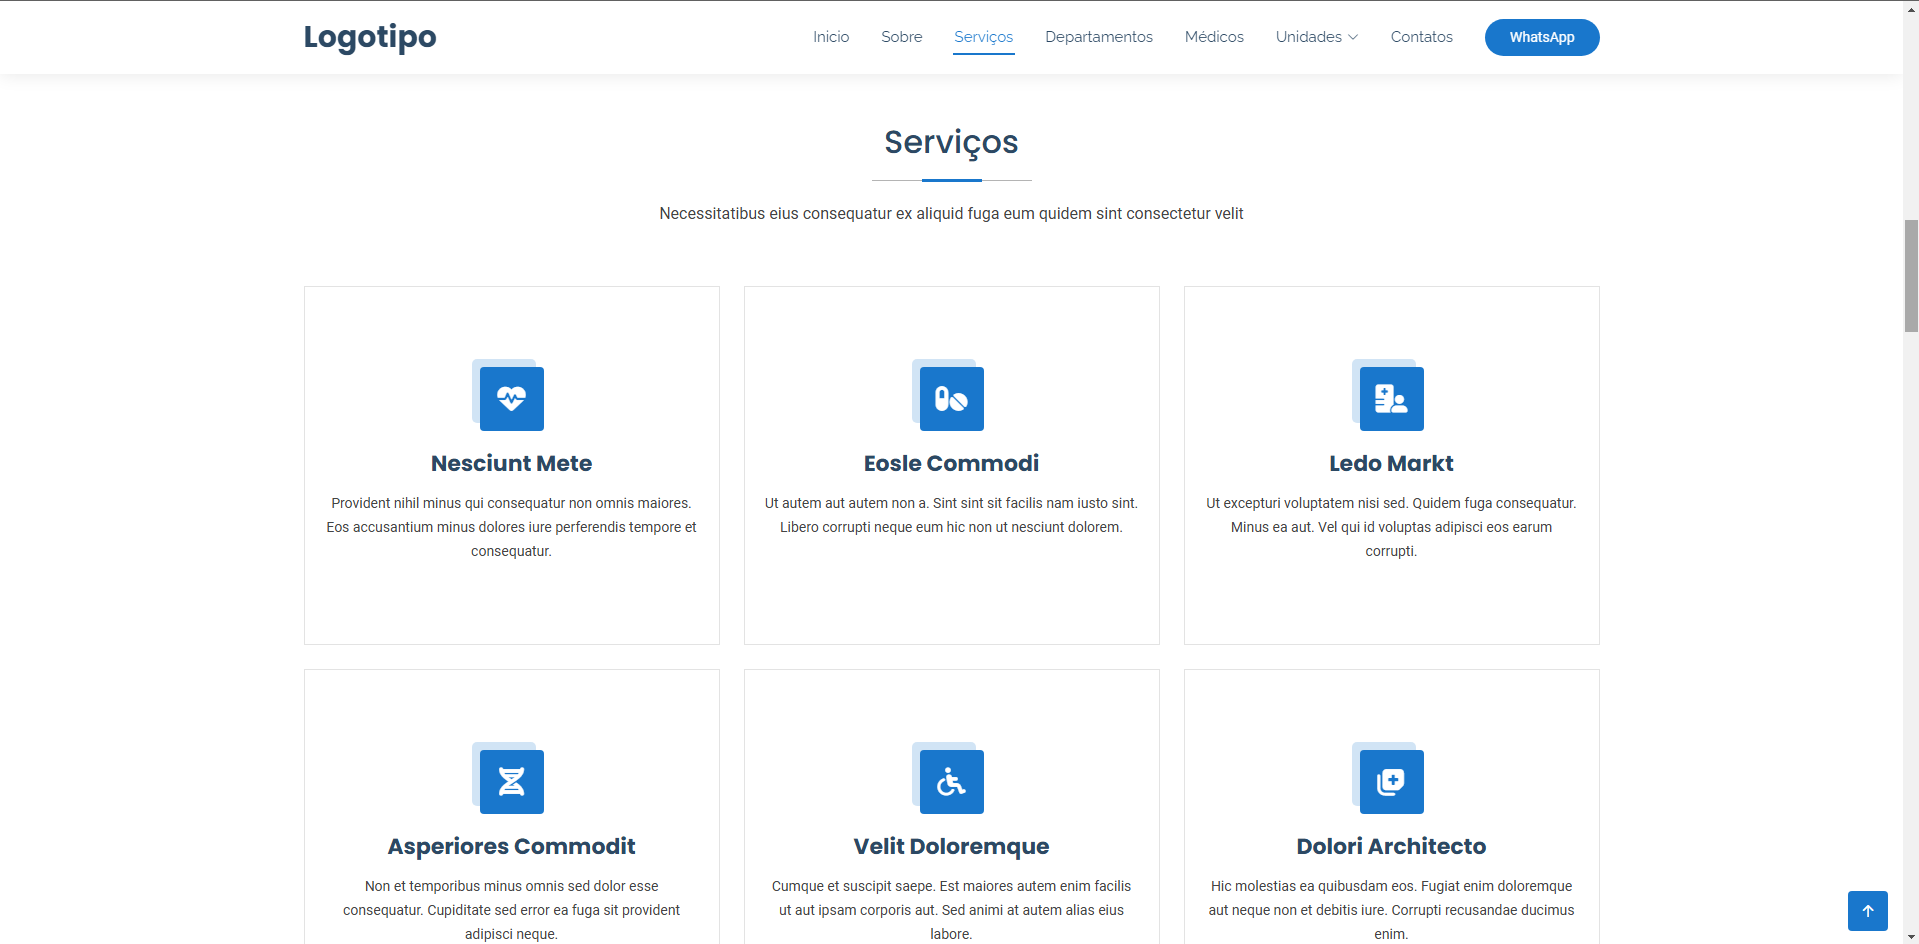 Logotipo
Inicio
Sobre
Serviços
Departamentos
Médicos
Unidades
Contatos
WhatsApp
Serviços
Necessitatibus eius consequatur ex aliquid fuga eum quidem sint consectetur velit
Nesciunt Mete
Provident nihil minus qui consequatur non omnis maiores.
Eos accusantium minus dolores iure perferendis tempore et
consequatur.
Eosle Commodi
Ut autem aut autem non a. Sint sint sit facilis nam iusto sint.
Libero corrupti neque eum hic non ut nesciunt dolorem.
Ledo Markt
Ut excepturi voluptatem nisi sed. Quidem fuga consequatur.
Minus ea aut. Vel qui id voluptas adipisci eos earum
corrupti.
Asperiores Commodit
Non et temporibus minus omnis sed dolor esse
consequatur. Cupiditate sed error ea fuga sit provident
adipisci neque.
Velit Doloremque
Cumque et suscipit saepe. Est maiores autem enim facilis
ut aut ipsam corporis aut. Sed animi at autem alias eius
labore.
Dolori Architecto
Hic molestias ea quibusdam eos. Fugiat enim doloremque
aut neque non et debitis iure. Corrupti recusandae ducimus
enim.